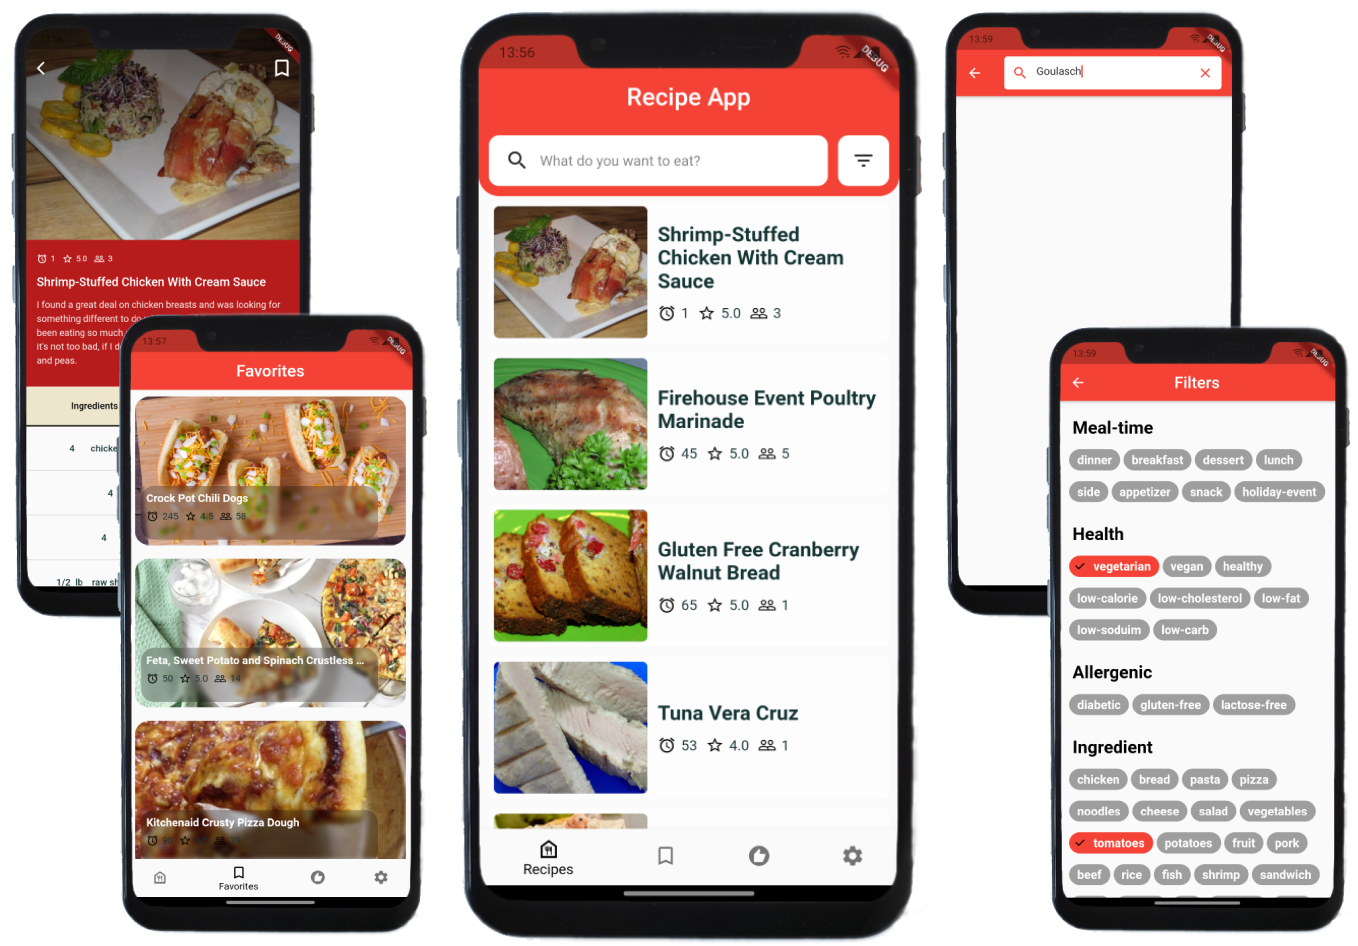 DEBUG
1 5.0 3
Shrimp-Stuffed Chicken With Cream Sauce
I found a great deal on chicken breasts and was looking for
something different to do
been eating so much
it's not too bad, if I d
and peas.
Ingredients
4 chicke
4
4
1/2 lb raw sh
13:57
DEBUG
Favorites
Crock Pot Chili Dogs
245 4.5 58
Feta, Sweet Potato and Spinach Crustless ...
50 5.0 14
Kitchenaid Crusty Pizza Dough
Favorites
13:56
DEBUG
Recipe App
What do you want to eat?
Shrimp-Stuffed
Chicken With Cream
Sauce
1 5.0 3
Firehouse Event Poultry
Marinade
45 5.0 5
Gluten Free Cranberry
Walnut Bread
65 5.0 1
Tuna Vera Cruz
53 4.0 1
Recipes
13:59
DEBUG
Goulasch
13:59
DEBUG
Filters
Meal-time
dinner breakfast dessert lunch
side appetizer snack holiday-event
Health
vegetarian vegan healthy
low-calorie low-cholesterol low-fat
low-soduim low-carb
Allergenic
diabetic gluten-free lactose-free
Ingredient
chicken bread pasta pizza
noodles cheese salad vegetables
tomatoes potatoes fruit pork
beef rice fish shrimp sandwich